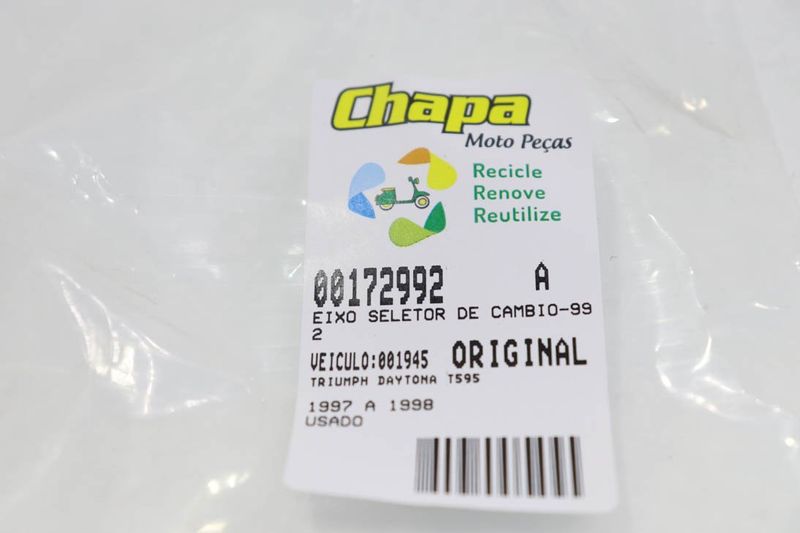 Chapa
Moto Peças
Recicle
Renove
Reutilize
00172992 A
EIXO SELETOR DE CAMBIO-99
2
VEICULO:001945 ORIGINAL
TRIUMPH DAYTONA T595
1997 A 1998
USADO